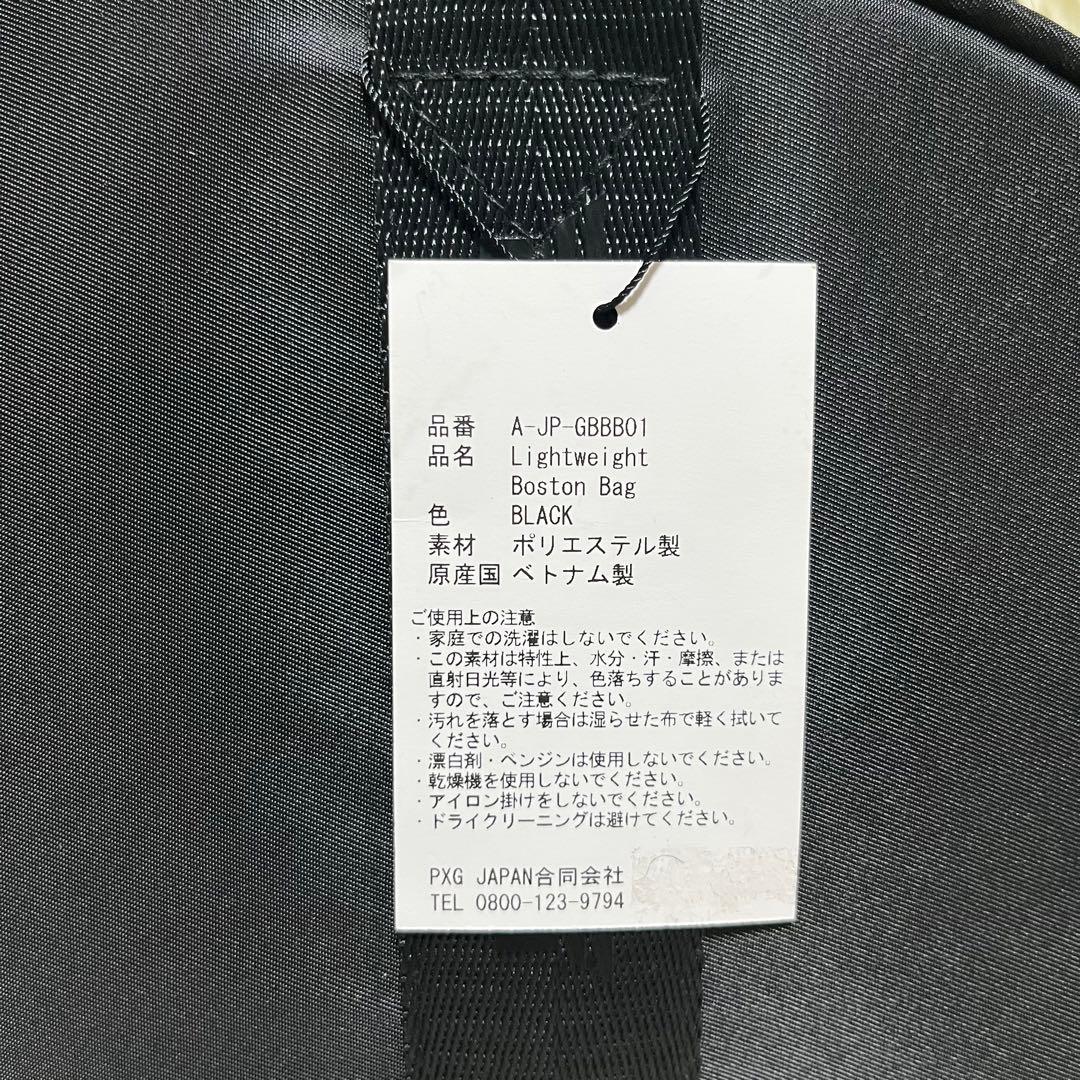 品番 A-JP-GBBB01
品名 Lightweight
Boston Bag
色 BLACK
素材 ポリエステル製
原産国 ベトナム製
ご使用上の注意
・家庭での洗濯はしないでください。
・この素材は特性上、水分・汗・摩擦、または
直射日光等により、色落ちすることがありま
すので、ご注意ください。
・汚れを落とす場合は湿らせた布で軽く拭いて
ください。
・漂白剤・ベンジンは使用しないでください。
・乾燥機を使用しないでください。
・アイロン掛けをしないでください。
・ドライクリーニングは避けてください。
PXG JAPAN合同会社
TEL 0800-123-9794